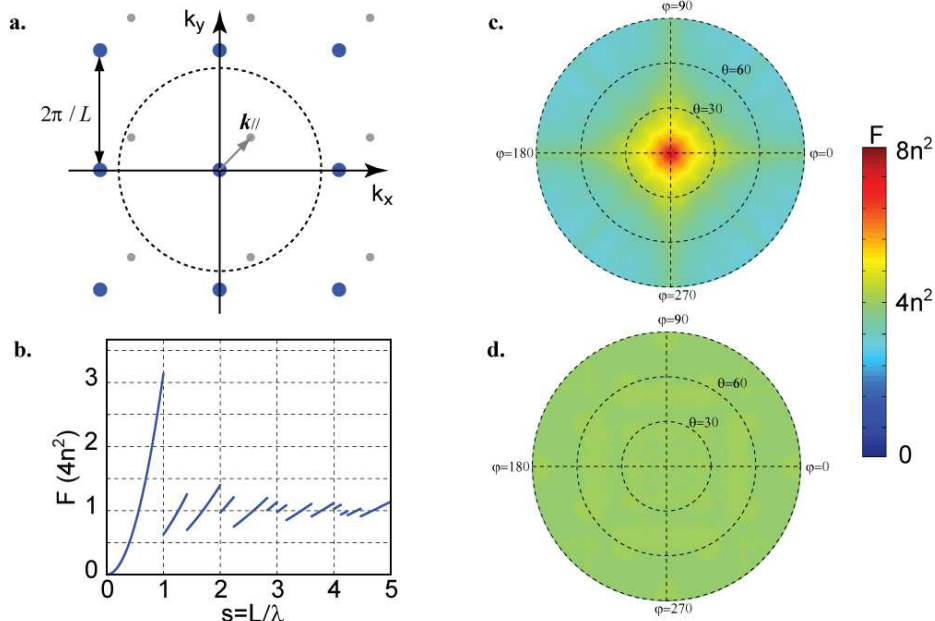 a.
k_y
2π / L
k_//
k_x
b.
F (4n²)
3
2
1
0
0 1 2 3 4 5
s=L/λ
c.
φ=90
θ=60
θ=30
φ=180
φ=0
φ=270
d.
φ=90
θ=60
θ=30
φ=180
φ=0
φ=270
F
8n²
4n²
0